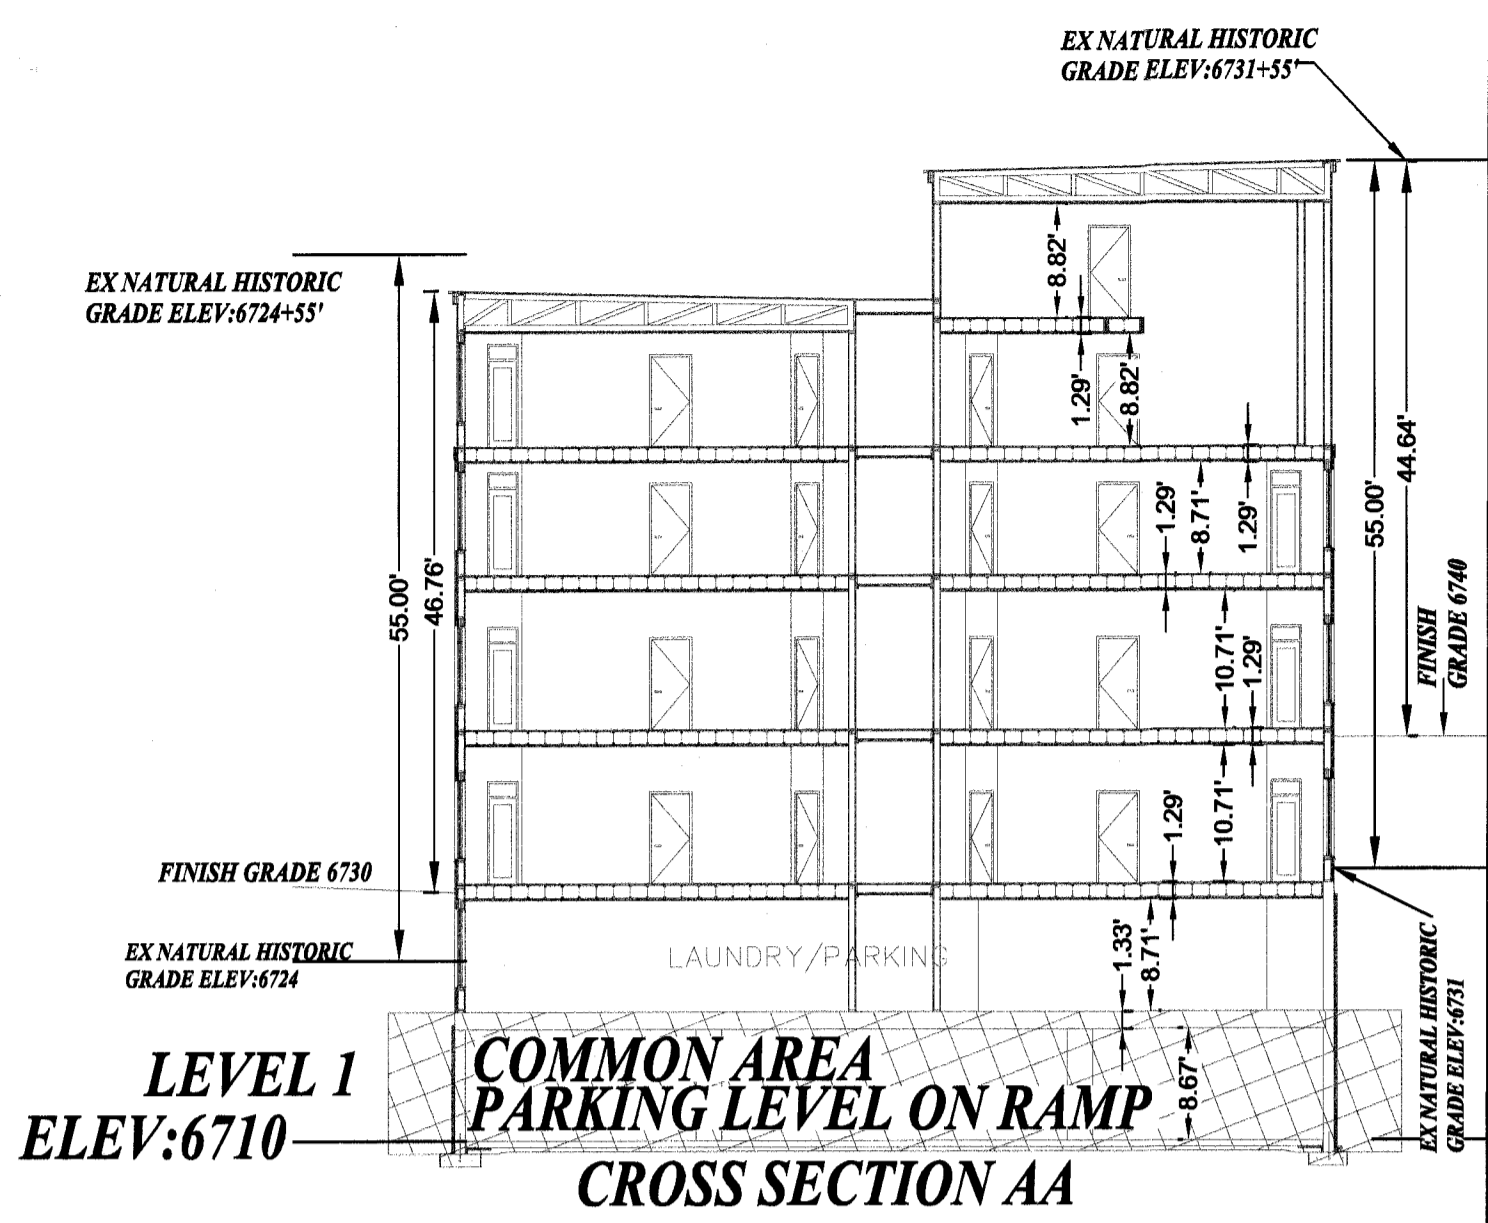 EX NATURAL HISTORIC
GRADE ELEV:6731+55'
EX NATURAL HISTORIC
GRADE ELEV:6724+55'
8.82'
1.29'
8.82'
44.64'
55.00'
1.29'
8.71'
1.29'
55.00'
46.76'
FINISH
GRADE 6740
10.71'
1.29'
1.29'
10.71'
FINISH GRADE 6730
EX NATURAL HISTORIC
GRADE ELEV:6724
LAUNDRY/PARKING
1.33'
8.71'
EX NATURAL HISTORIC
GRADE ELEV:6731
LEVEL 1
ELEV:6710
COMMON AREA
PARKING LEVEL ON RAMP
8.67'
CROSS SECTION AA